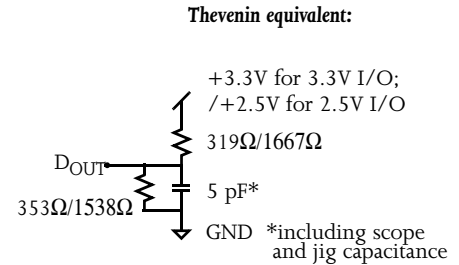 Thevenin equivalent:
+3.3V for 3.3V I/O;
/+2.5V for 2.5V I/O
319Ω/1667Ω
DOUT
5 pF*
353Ω/1538Ω
GND *including scope
and jig capacitance